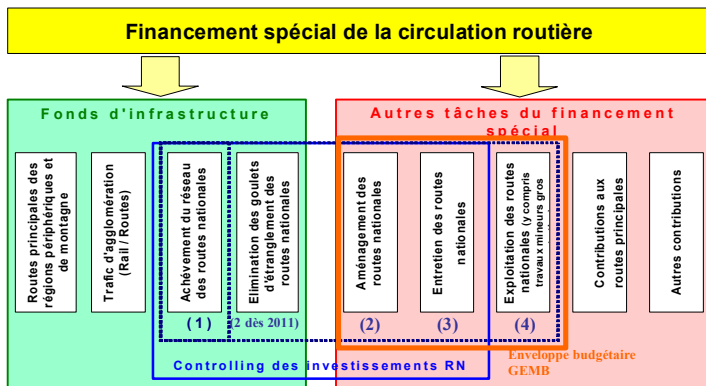 Financement spécial de la circulation routière
Fonds d'infrastructure
Autres tâches du financement
spécial
Routes principales des
régions périphériques et
de montagne
Trafic d'agglomération
(Rail / Routes)
Achévement du réseau
des routes nationales
Elimination des goulets
d'étranglement des
routes nationales
Aménagement des
routes nationales
Entretien des routes
nationales
Exploitation des routes
nationales (y compris
travaux mineurs gros
Contributions aux
routes principales
Autres contributions
(1)
(2 dès 2011)
(2)
(3)
(4)
Controlling des investissements RN
Enveloppe budgétaire
GEMB